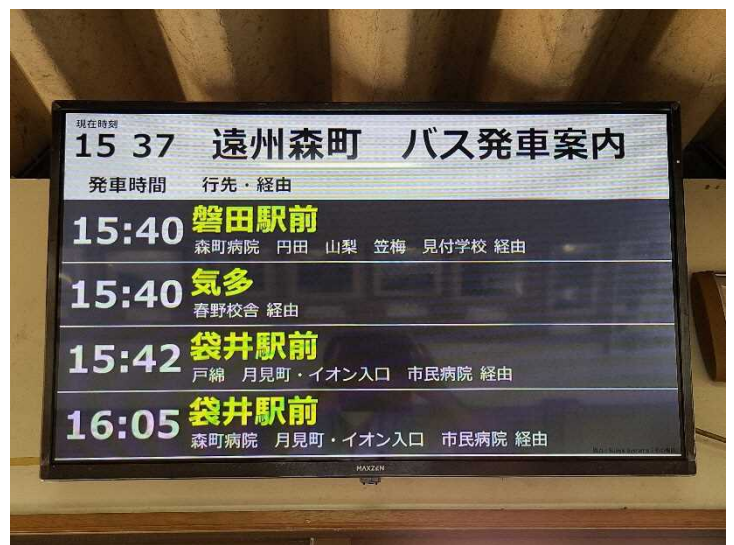 現在時刻
15 37 遠州森町 バス発車案内
発車時間 行先・経由
15:40 磐田駅前
森町病院 円田 山梨 笠梅 見付学校 経由
15:40 気多
春野校舎 経由
15:42 袋井駅前
戸綿 月見町・イオン入口 市民病院 経由
16:05 袋井駅前
森町病院 月見町・イオン入口 市民病院 経由
MAXZEN